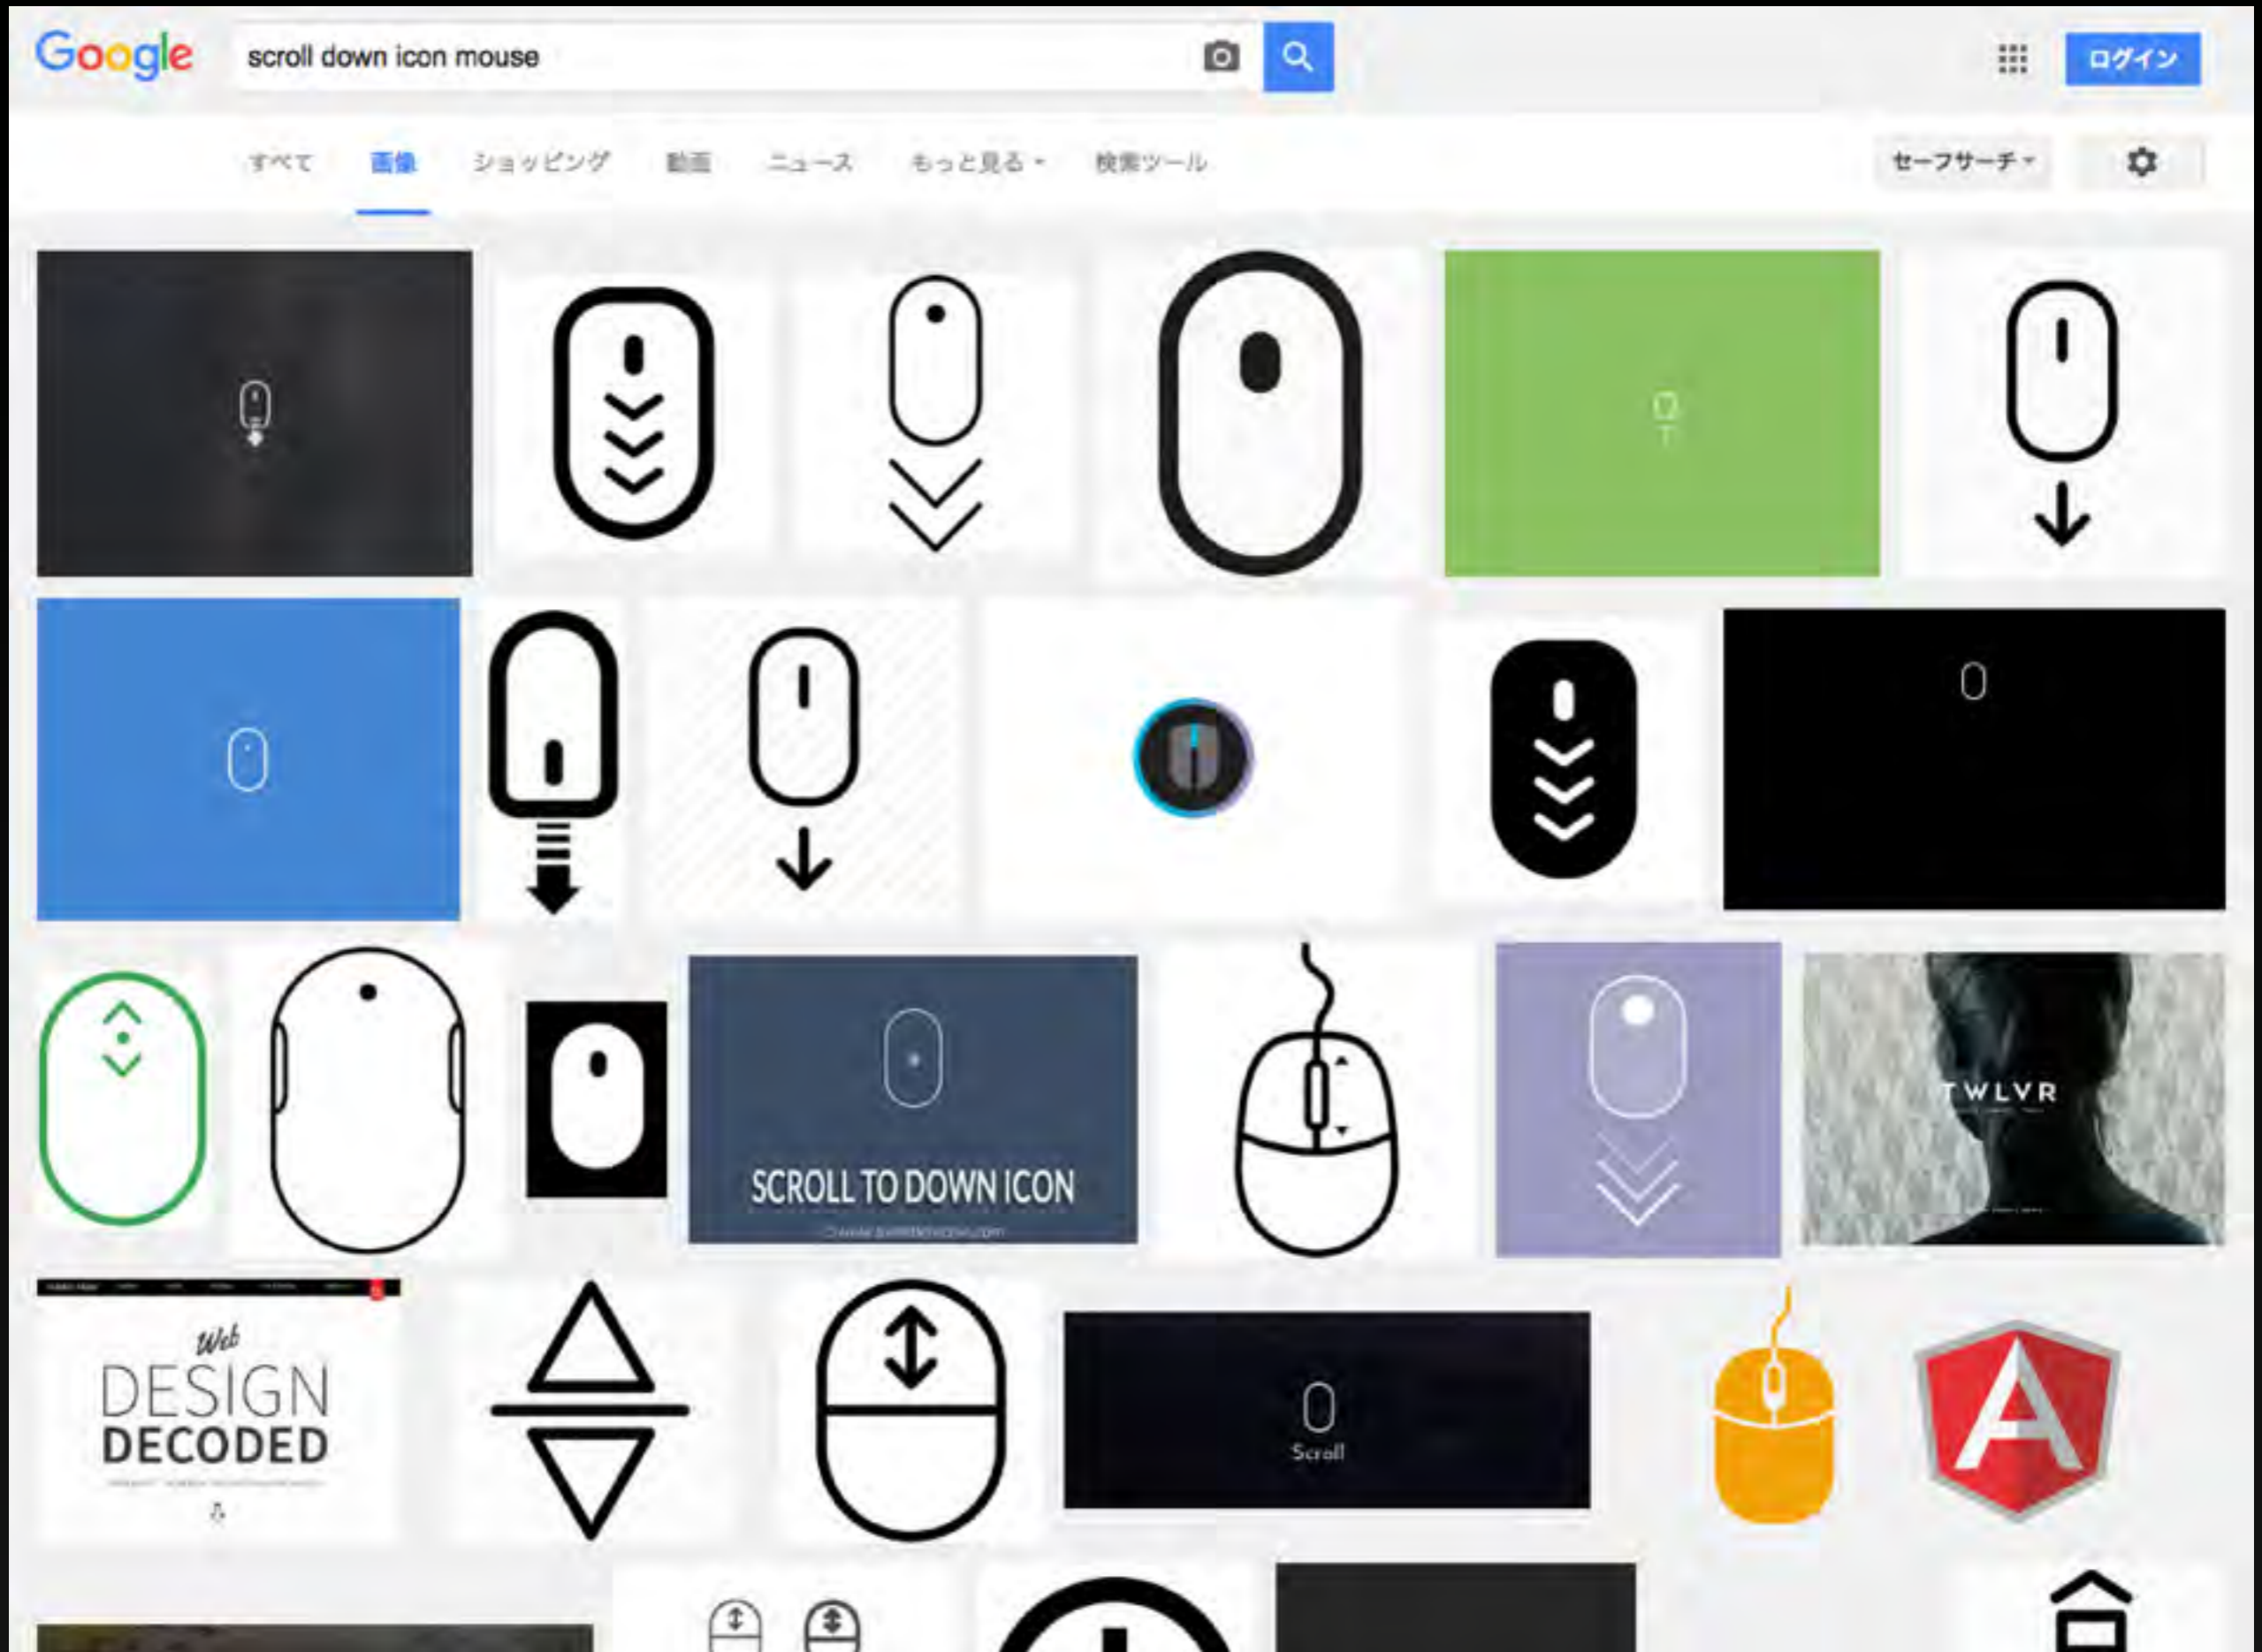 Google
scroll down icon mouse
ログイン
すべて
画像
ショッピング
動画
ニュース
もっと見る
検索ツール
セーフサーチ
SCROLL TO DOWN ICON
TWLVR
Web
DESIGN
DECODED
Scroll
A